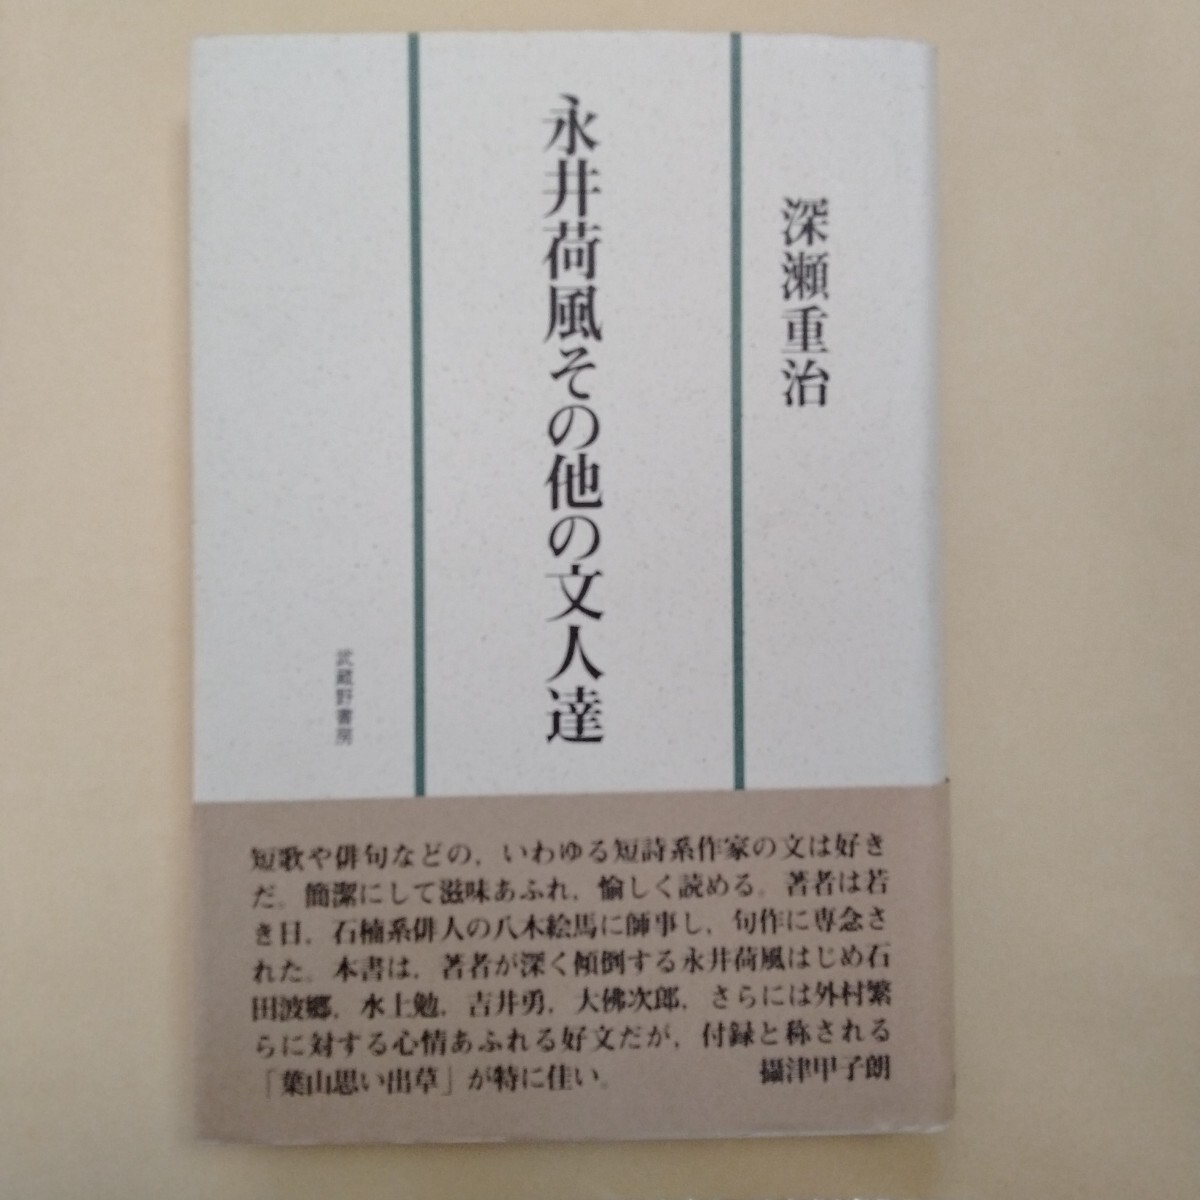 深瀬重治
永井荷風その他の文人達
武蔵野書房
短歌や俳句などの，いわゆる短詩系作家の文は好き
だ。簡潔にして滋味あふれ，愉しく読める。著者は若
き日，石楠系俳人の八木絵馬に師事し，句作に専念さ
れた。本書は，著者が深く傾倒する永井荷風はじめ石
田波郷，水上勉，吉井勇，大佛次郎，さらには外村繁
らに対する心情あふれる好文だが，付録と称される
「葉山思い出草」が特に佳い。　攝津甲子朗